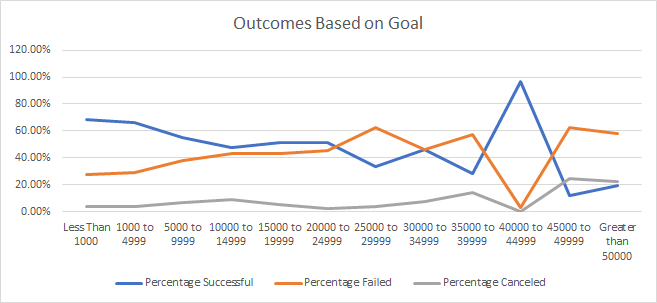 Outcomes Based on Goal
120.00%
100.00%
80.00%
60.00%
40.00%
20.00%
0.00%
Less Than 1000 to 5000 to 10000 to 15000 to 20000 to 25000 to 30000 to 35000 to 40000 to 45000 to Greater
1000 4999 9999 14999 19999 24999 29999 34999 39999 44999 49999 than
50000
Percentage Successful Percentage Failed Percentage Canceled